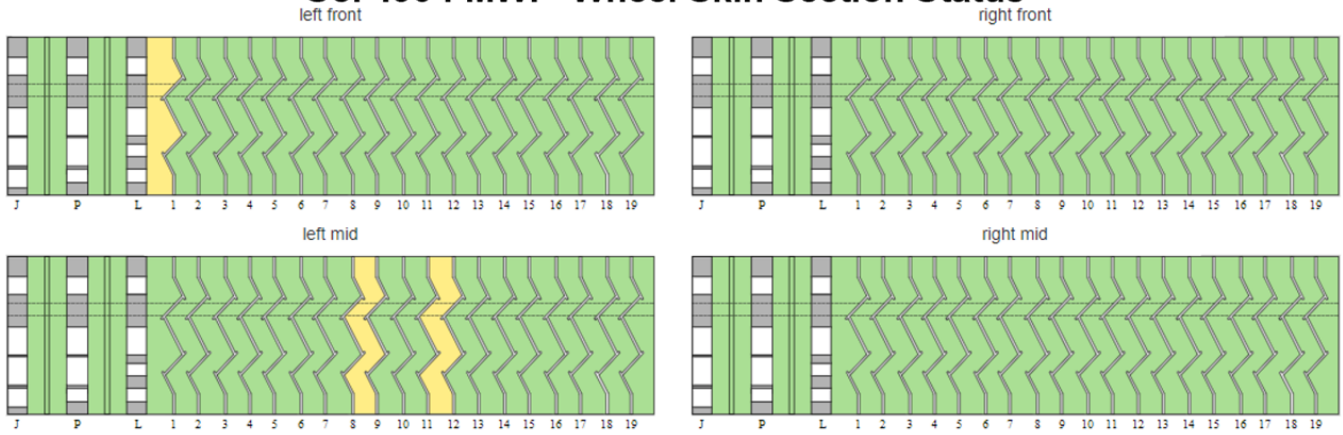 Wheel Skin Section Status
left front
right front
J P L 1 2 3 4 5 6 7 8 9 10 11 12 13 14 15 16 17 18 19
J P L 1 2 3 4 5 6 7 8 9 10 11 12 13 14 15 16 17 18 19
left mid
right mid
J P L 1 2 3 4 5 6 7 8 9 10 11 12 13 14 15 16 17 18 19
J P L 1 2 3 4 5 6 7 8 9 10 11 12 13 14 15 16 17 18 19